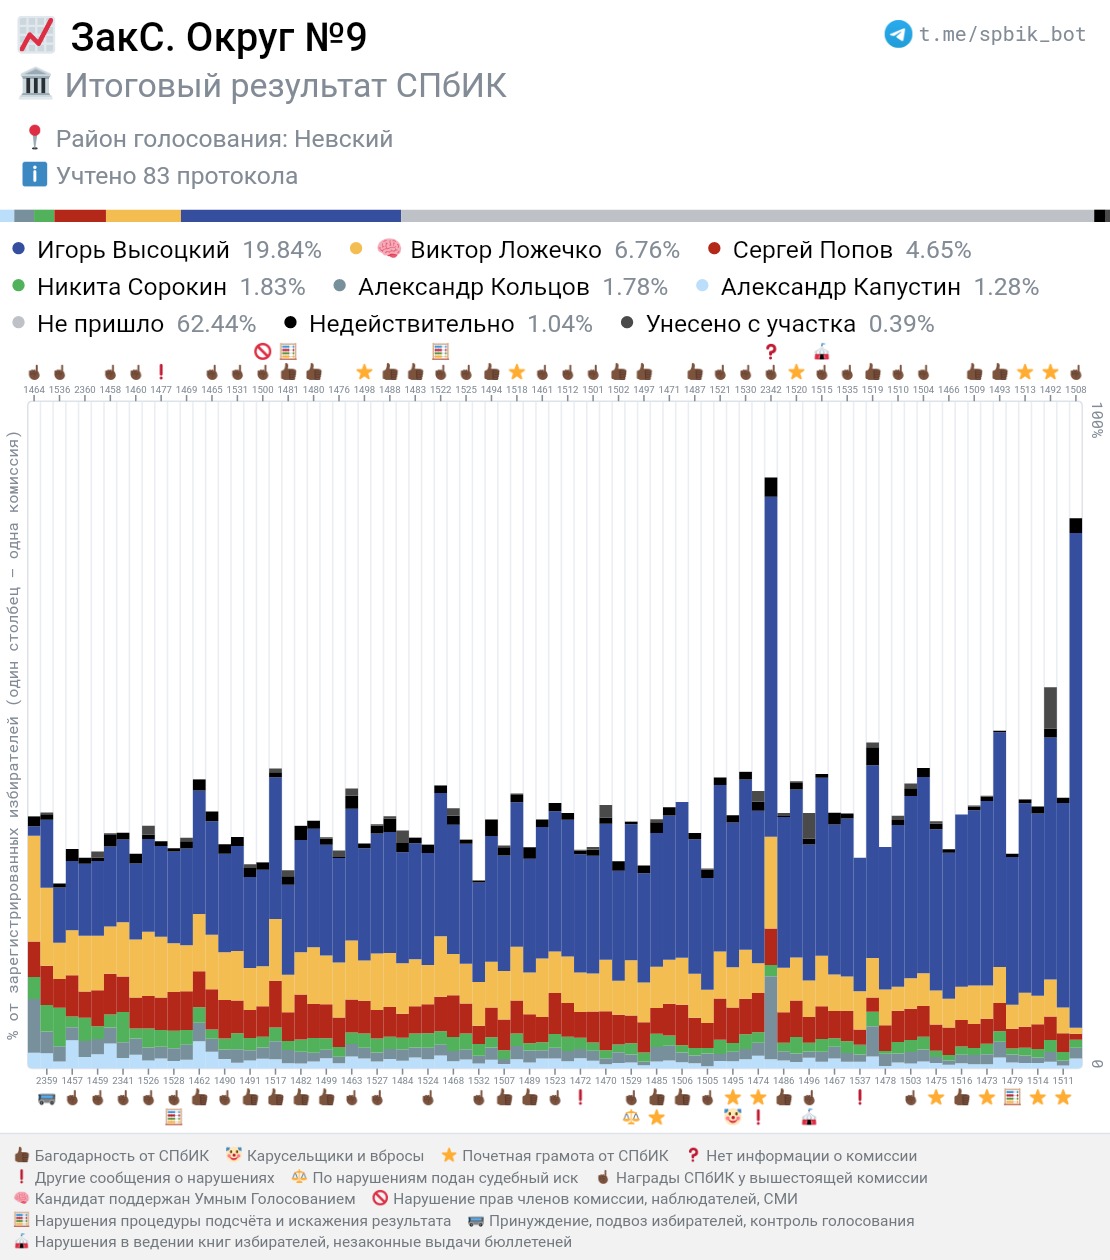 ЗакС. Округ №9
t.me/spbik_bot
Итоговый результат СПбИК
Район голосования: Невский
Учтено 83 протокола
Игорь Высоцкий 19.84% Виктор Ложечко 6.76% Сергей Попов 4.65%
Никита Сорокин 1.83% Александр Кольцов 1.78% Александр Капустин 1.28%
Не пришло 62.44% Недействительно 1.04% Унесено с участка 0.39%
1464 1536 2360 1458 1460 1477 1469 1465 1531 1500 1481 1480 1476 1498 1488 1483 1522 1525 1494 1518 1461 1512 1501 1502 1497 1471 1487 1521 1530 2342 1520 1515 1535 1519 1510 1504 1466 1509 1493 1513 1492 1508
100%
% от зарегистрированных избирателей (один столбец — одна комиссия)
0
2359 1457 1459 2341 1526 1528 1462 1490 1491 1517 1482 1499 1463 1527 1484 1524 1468 1532 1507 1489 1523 1472 1470 1529 1485 1506 1505 1495 1474 1486 1496 1467 1537 1478 1503 1475 1516 1473 1479 1514 1511
Багодарность от СПбИК Карусельщики и вбросы Почетная грамота от СПбИК Нет информации о комиссии
Другие сообщения о нарушениях По нарушениям подан судебный иск Награды СПбИК у вышестоящей комиссии
Кандидат поддержан Умным Голосованием Нарушение прав членов комиссии, наблюдателей, СМИ
Нарушения процедуры подсчёта и искажения результата Принуждение, подвоз избирателей, контроль голосования
Нарушения в ведении книг избирателей, незаконные выдачи бюллетеней